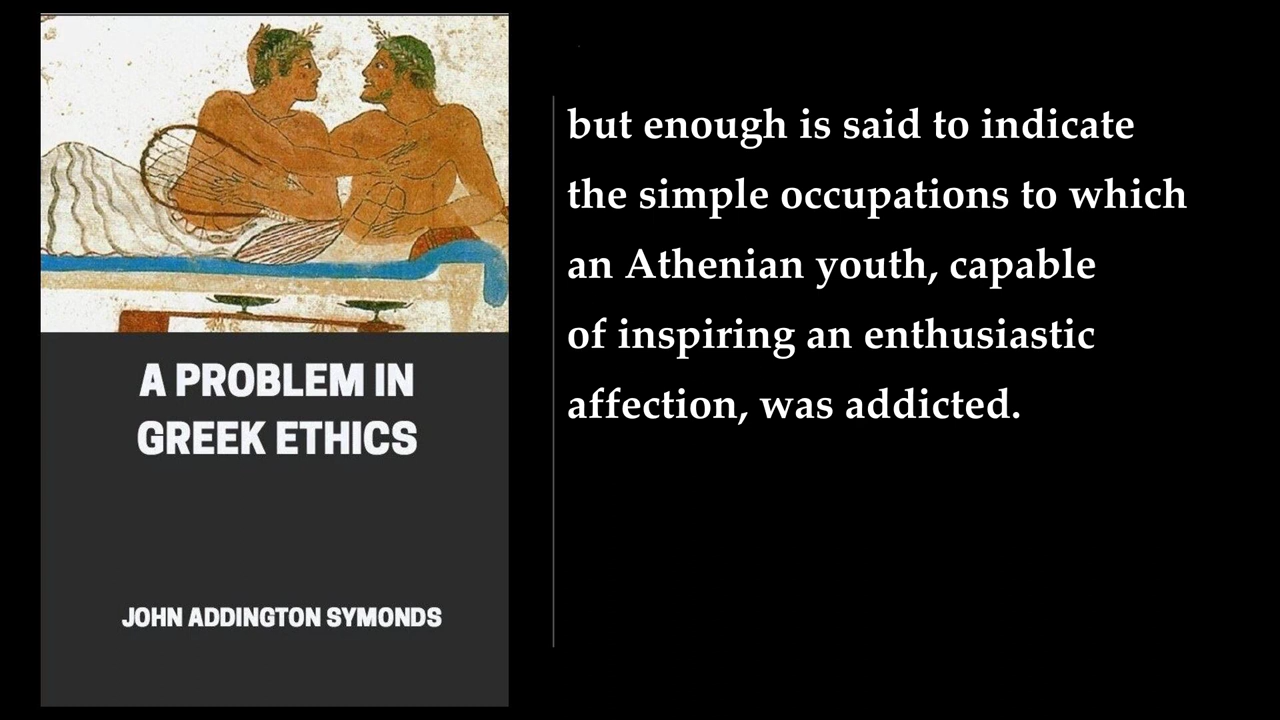 A PROBLEM IN
GREEK ETHICS
JOHN ADDINGTON SYMONDS
but enough is said to indicate
the simple occupations to which
an Athenian youth, capable
of inspiring an enthusiastic
affection, was addicted.